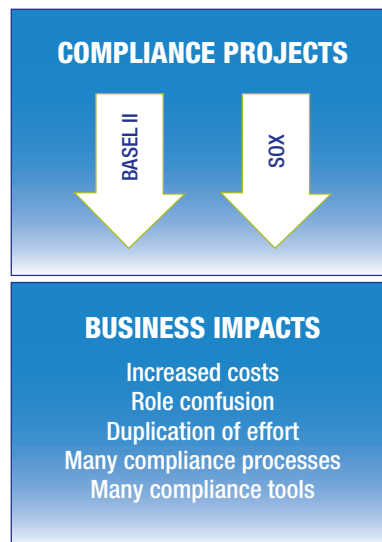 COMPLIANCE PROJECTS
BASEL II
SOX
BUSINESS IMPACTS
Increased costs
Role confusion
Duplication of effort
Many compliance processes
Many compliance tools